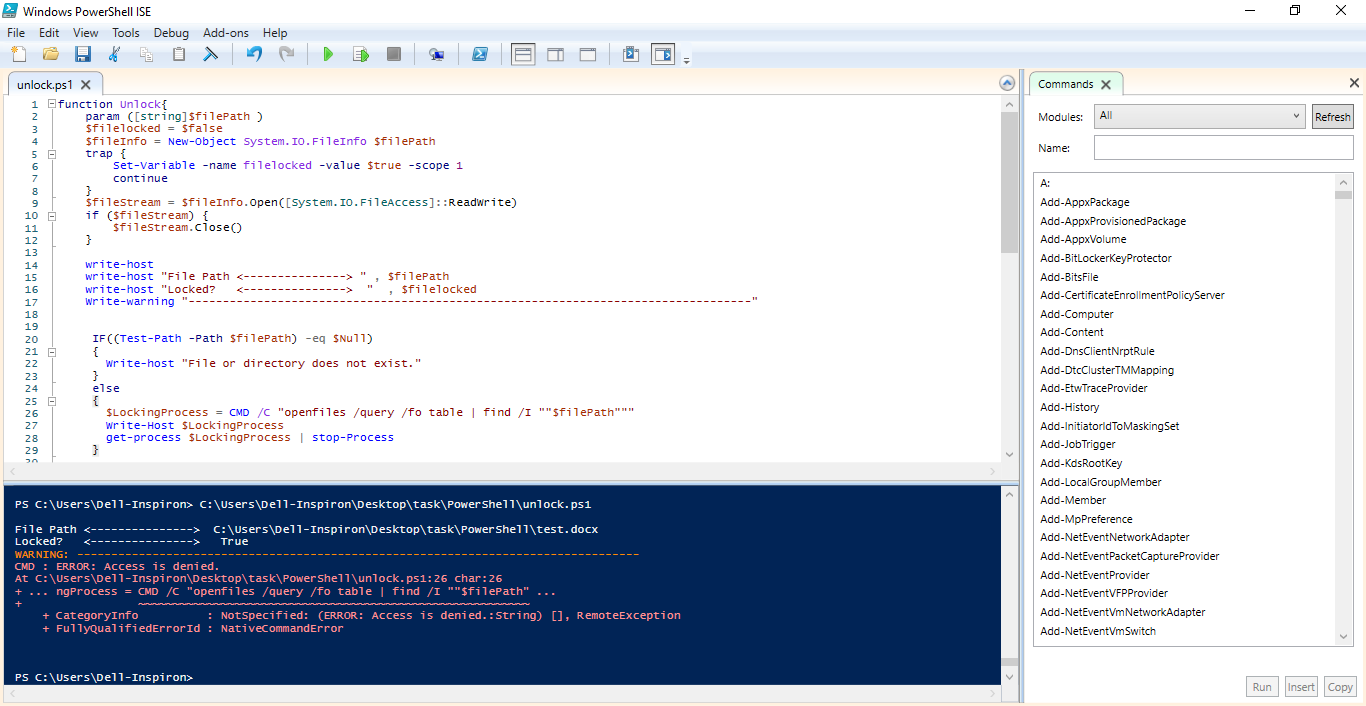 Windows PowerShell ISE
File Edit View Tools Debug Add-ons Help
unlock.ps1
1 function Unlock{
2 param ([string]$filePath )
3 $filelocked = $false
4 $fileInfo = New-Object System.IO.FileInfo $filePath
5 trap {
6 Set-Variable -name filelocked -value $true -scope 1
7 continue
8 }
9 $fileStream = $fileInfo.Open([System.IO.FileAccess]::ReadWrite)
10 if ($fileStream) {
11 $fileStream.Close()
12 }
13
14 write-host
15 write-host "File Path <---------------> " , $filePath
16 write-host "Locked?   <--------------->  "  , $filelocked
17 Write-warning "----------------------------------------------------------------------------------"
18
19
20 IF((Test-Path -Path $filePath) -eq $Null)
21 {
22 Write-host "File or directory does not exist."
23 }
24 else
25 {
26 $LockingProcess = CMD /C "openfiles /query /fo table | find /I ""$filePath"""
27 Write-Host $LockingProcess
28 get-process $LockingProcess | stop-Process
29 }
30
PS C:\Users\Dell-Inspiron> C:\Users\Dell-Inspiron\Desktop\task\PowerShell\unlock.ps1
File Path <--------------->  C:\Users\Dell-Inspiron\Desktop\task\PowerShell\test.docx
Locked?   <--------------->   True
WARNING: ----------------------------------------------------------------------------------
CMD : ERROR: Access is denied.
At C:\Users\Dell-Inspiron\Desktop\task\PowerShell\unlock.ps1:26 char:26
+ ... ngProcess = CMD /C "openfiles /query /fo table | find /I ""$filePath" ...
+ ~~~~~~~~~~~~~~~~~~~~~~~~~~~~~~~~~~~~~~~~~~~~~~~~~~~~~~~~~
+ CategoryInfo          : NotSpecified: (ERROR: Access is denied.:String) [], RemoteException
+ FullyQualifiedErrorId : NativeCommandError
PS C:\Users\Dell-Inspiron>
Commands
Modules: All Refresh
Name:
A:
Add-AppxPackage
Add-AppxProvisionedPackage
Add-AppxVolume
Add-BitLockerKeyProtector
Add-BitsFile
Add-CertificateEnrollmentPolicyServer
Add-Computer
Add-Content
Add-DnsClientNrptRule
Add-DtcClusterTMMapping
Add-EtwTraceProvider
Add-History
Add-InitiatorIdToMaskingSet
Add-JobTrigger
Add-KdsRootKey
Add-LocalGroupMember
Add-Member
Add-MpPreference
Add-NetEventNetworkAdapter
Add-NetEventPacketCaptureProvider
Add-NetEventProvider
Add-NetEventVFPProvider
Add-NetEventVmNetworkAdapter
Add-NetEventVmSwitch
Run Insert Copy